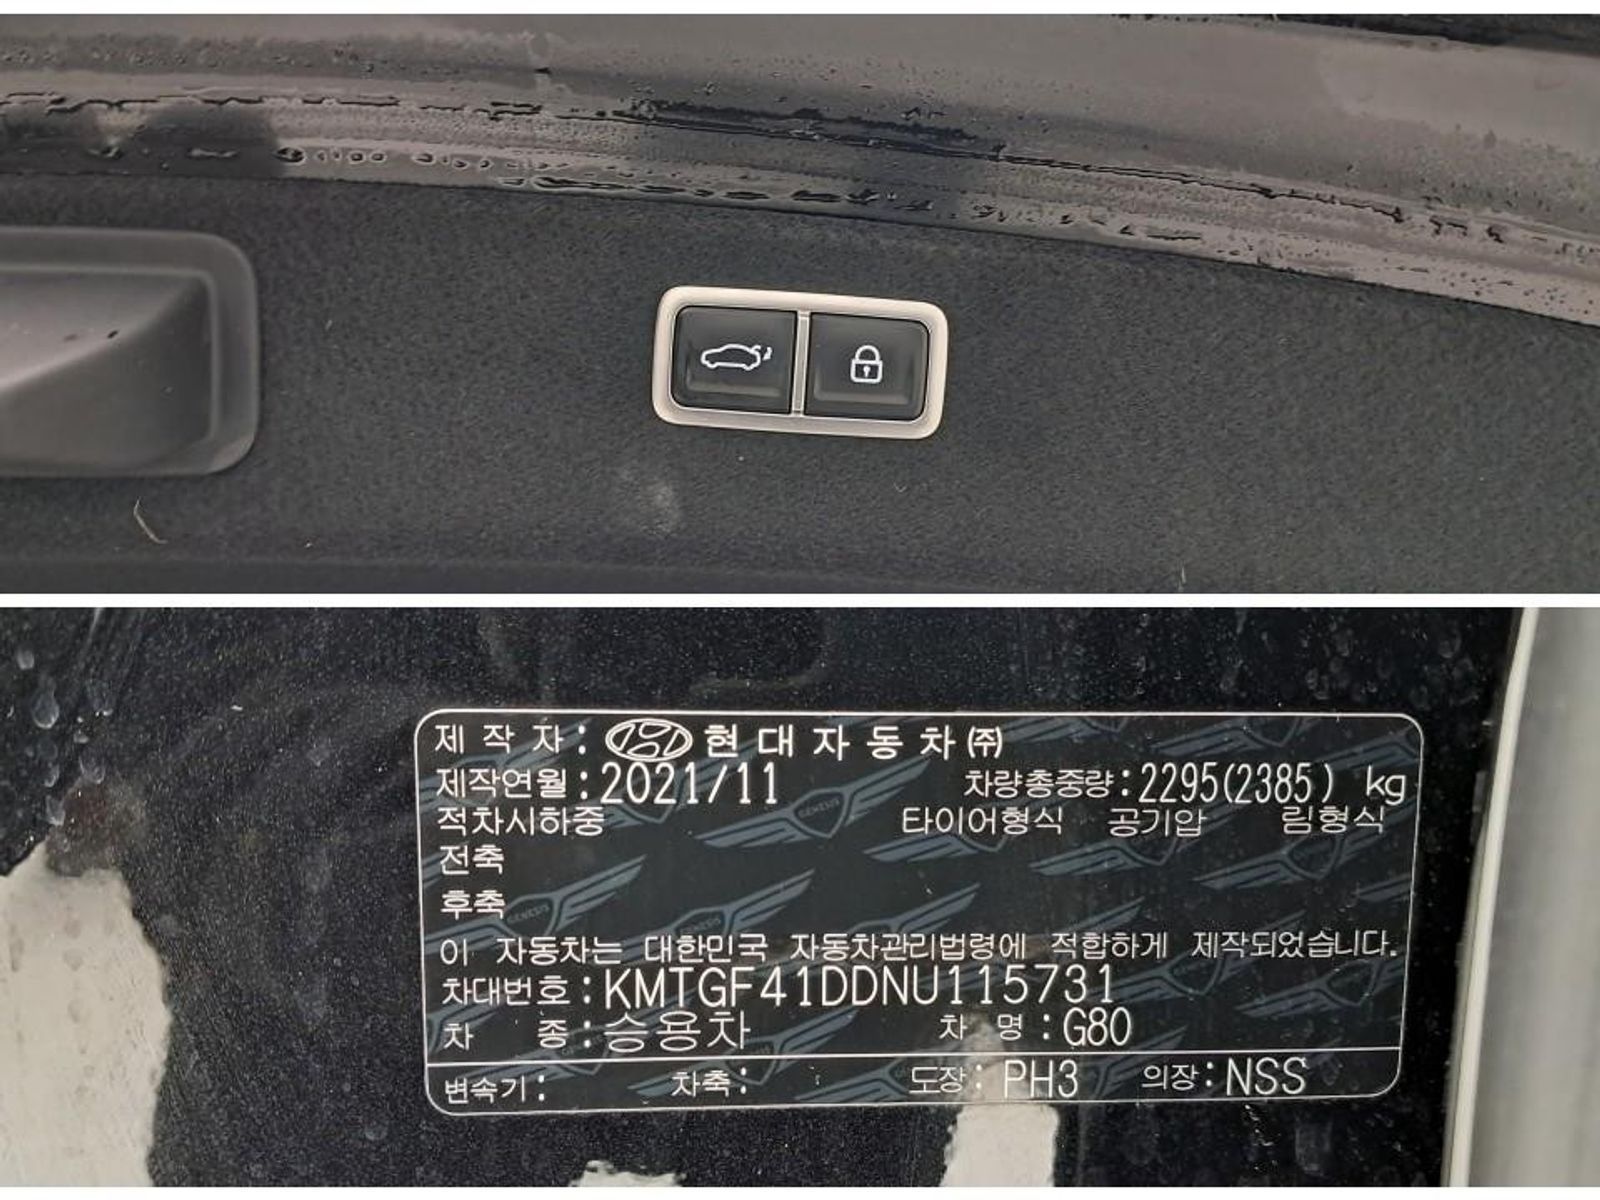 제 작 자 : 현대자동차㈜
제작연월 : 2021/11 차량총중량 : 2295(2385) kg
적차시하중 타이어형식 공기압 림형식
전축
후축
이 자동차는 대한민국 자동차관리법령에 적합하게 제작되었습니다.
차대번호 : KMTGF41DDNU115731
차 종 : 승용차 차 명 : G80
변속기 : 차축 : 도장 : PH3 의장 : NSS
GENESIS